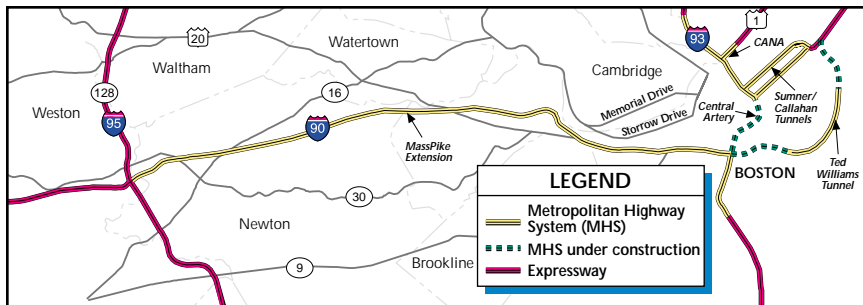 1
20
Watertown
93
CANA
Waltham
Cambridge
128
16
Weston
Memorial Drive
Sumner/
Callahan
Tunnels
Central
Artery
95
90
Storrow Drive
MassPike
Extension
Ted
Williams
Tunnel
BOSTON
30
Newton
9
Brookline
LEGEND
Metropolitan Highway
System (MHS)
MHS under construction
Expressway